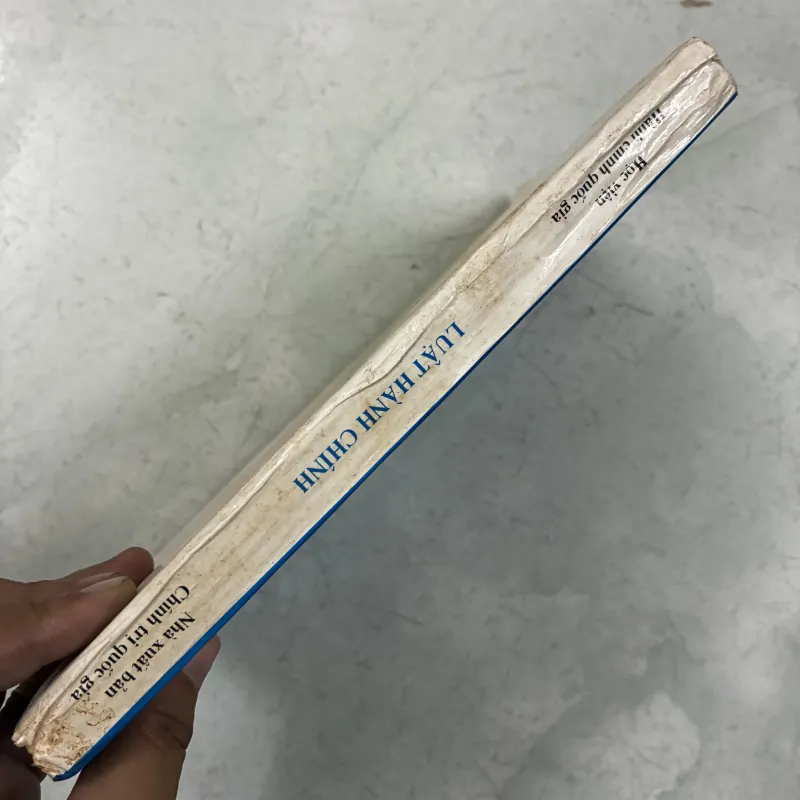 Học viện
Hành chính quốc gia
LUẬT HÀNH CHÍNH
Nhà xuất bản
Chính trị quốc gia